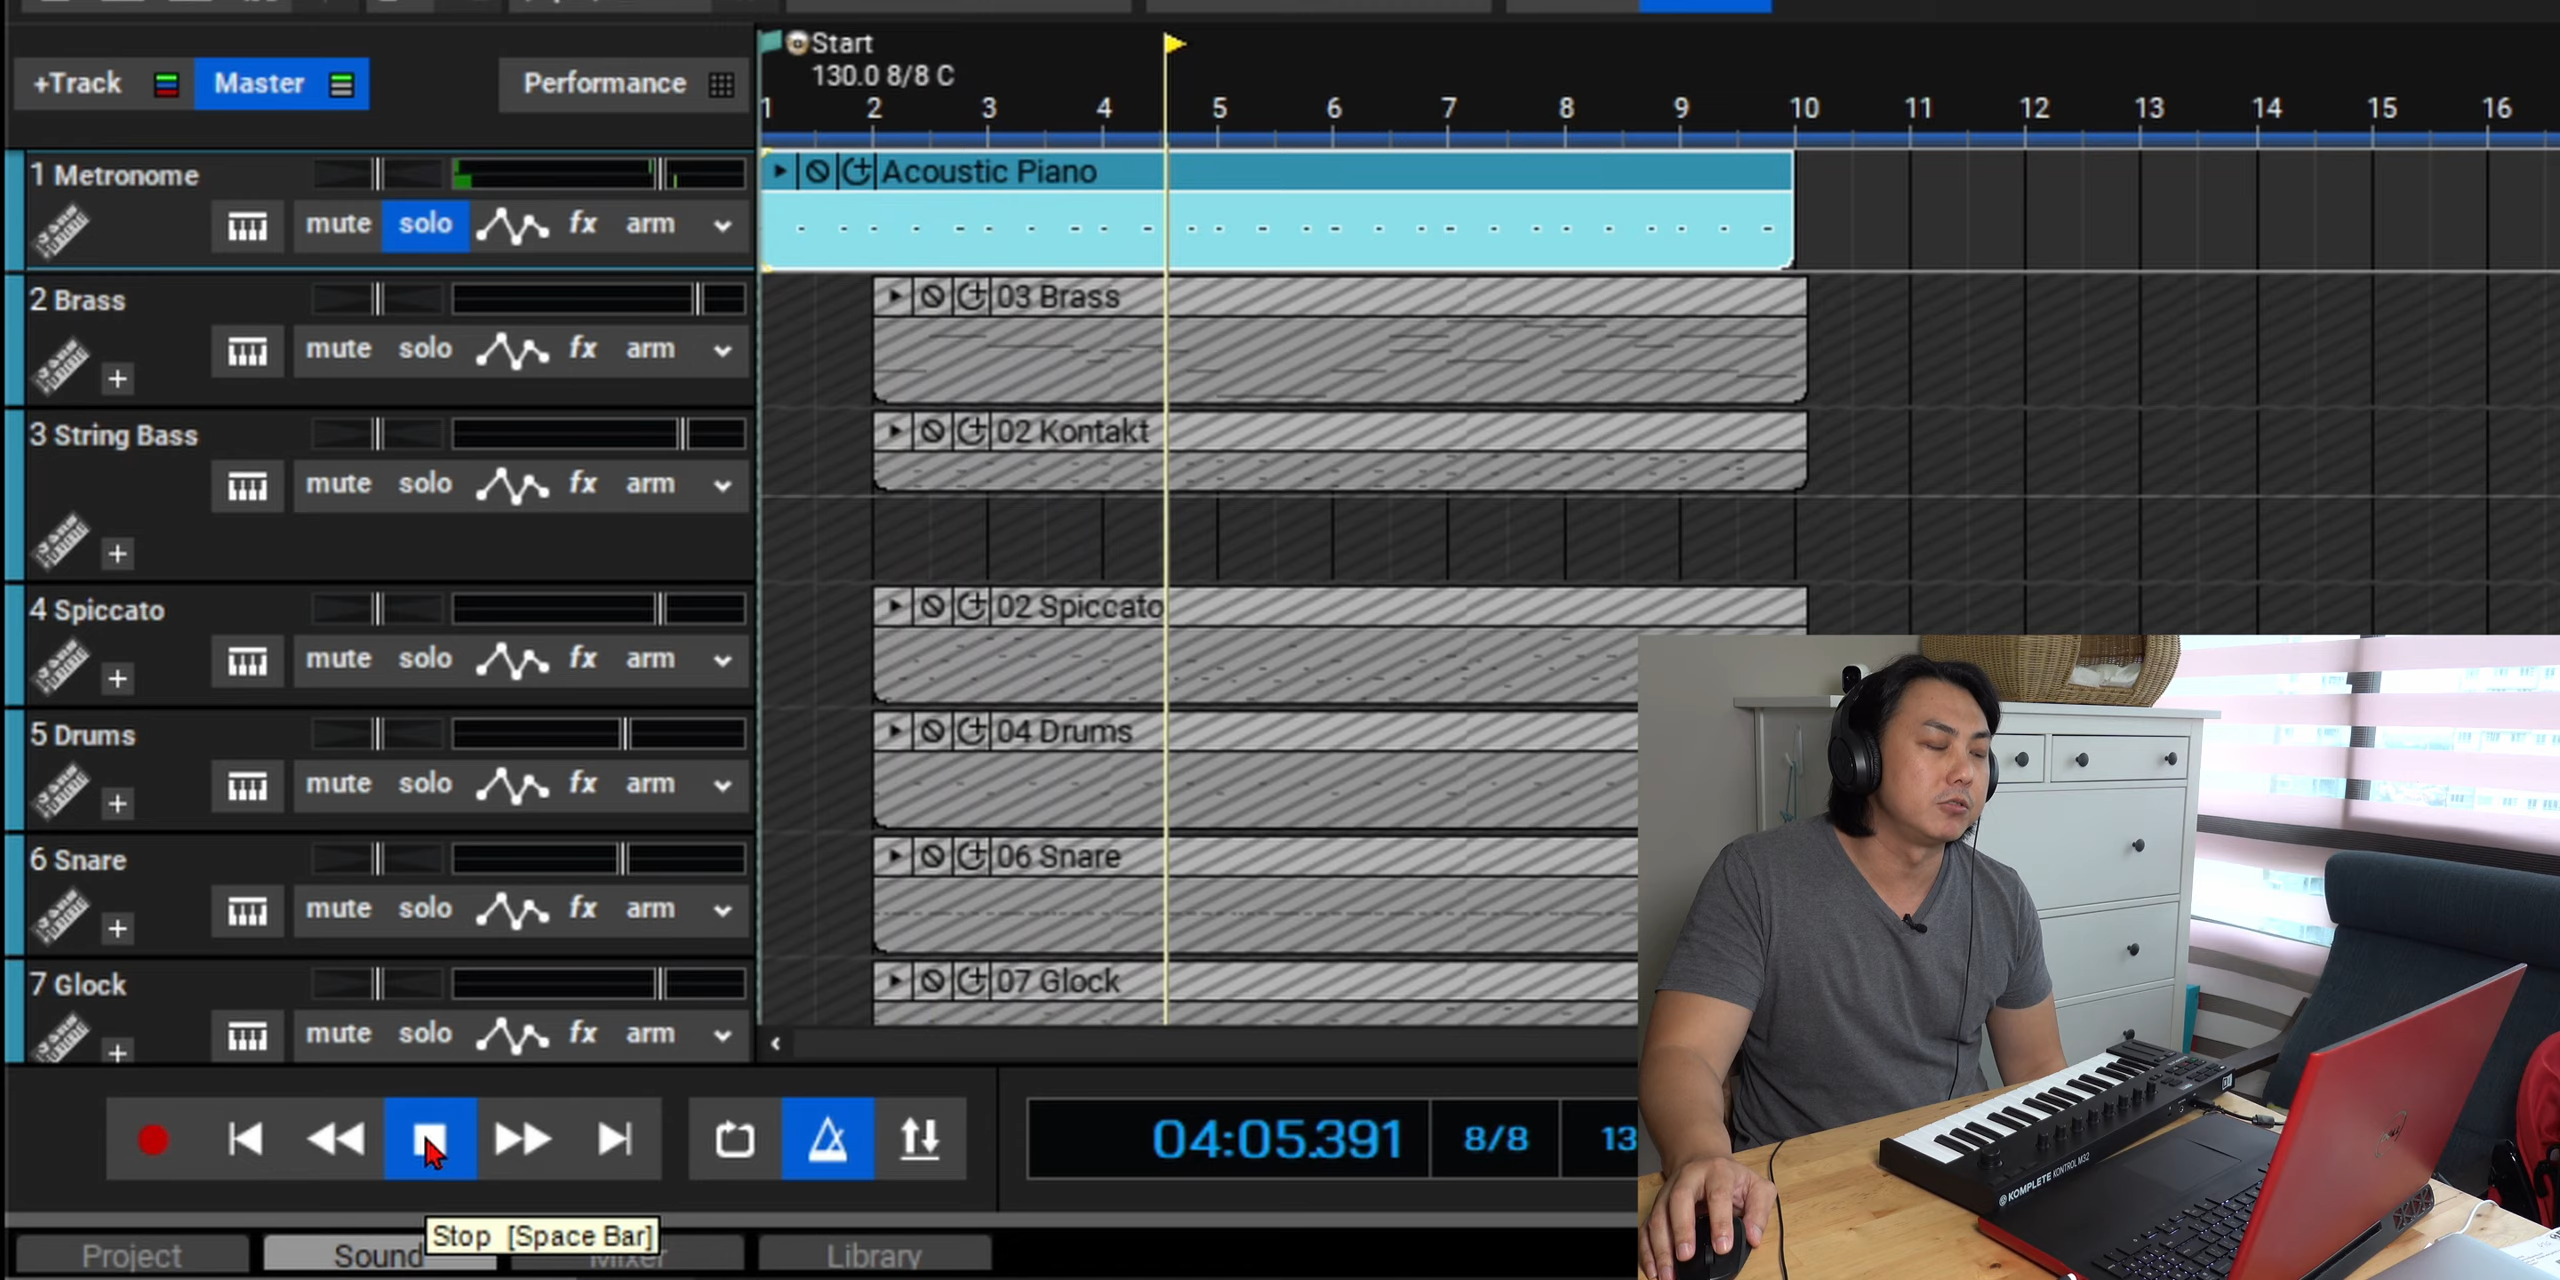 Start
130.0 8/8 C
+Track Master Performance
1 2 3 4 5 6 7 8 9 10 11 12 13 14 15 16
1 Metronome
mute solo fx arm
Acoustic Piano
2 Brass
mute solo fx arm
03 Brass
3 String Bass
mute solo fx arm
02 Kontakt
4 Spiccato
mute solo fx arm
02 Spiccato
5 Drums
mute solo fx arm
04 Drums
6 Snare
mute solo fx arm
06 Snare
7 Glock
mute solo fx arm
07 Glock
04:05.391 8/8 13
Stop [Space Bar]
Project Sound Mixer Library
KOMPLETE KONTROL M32
DELL